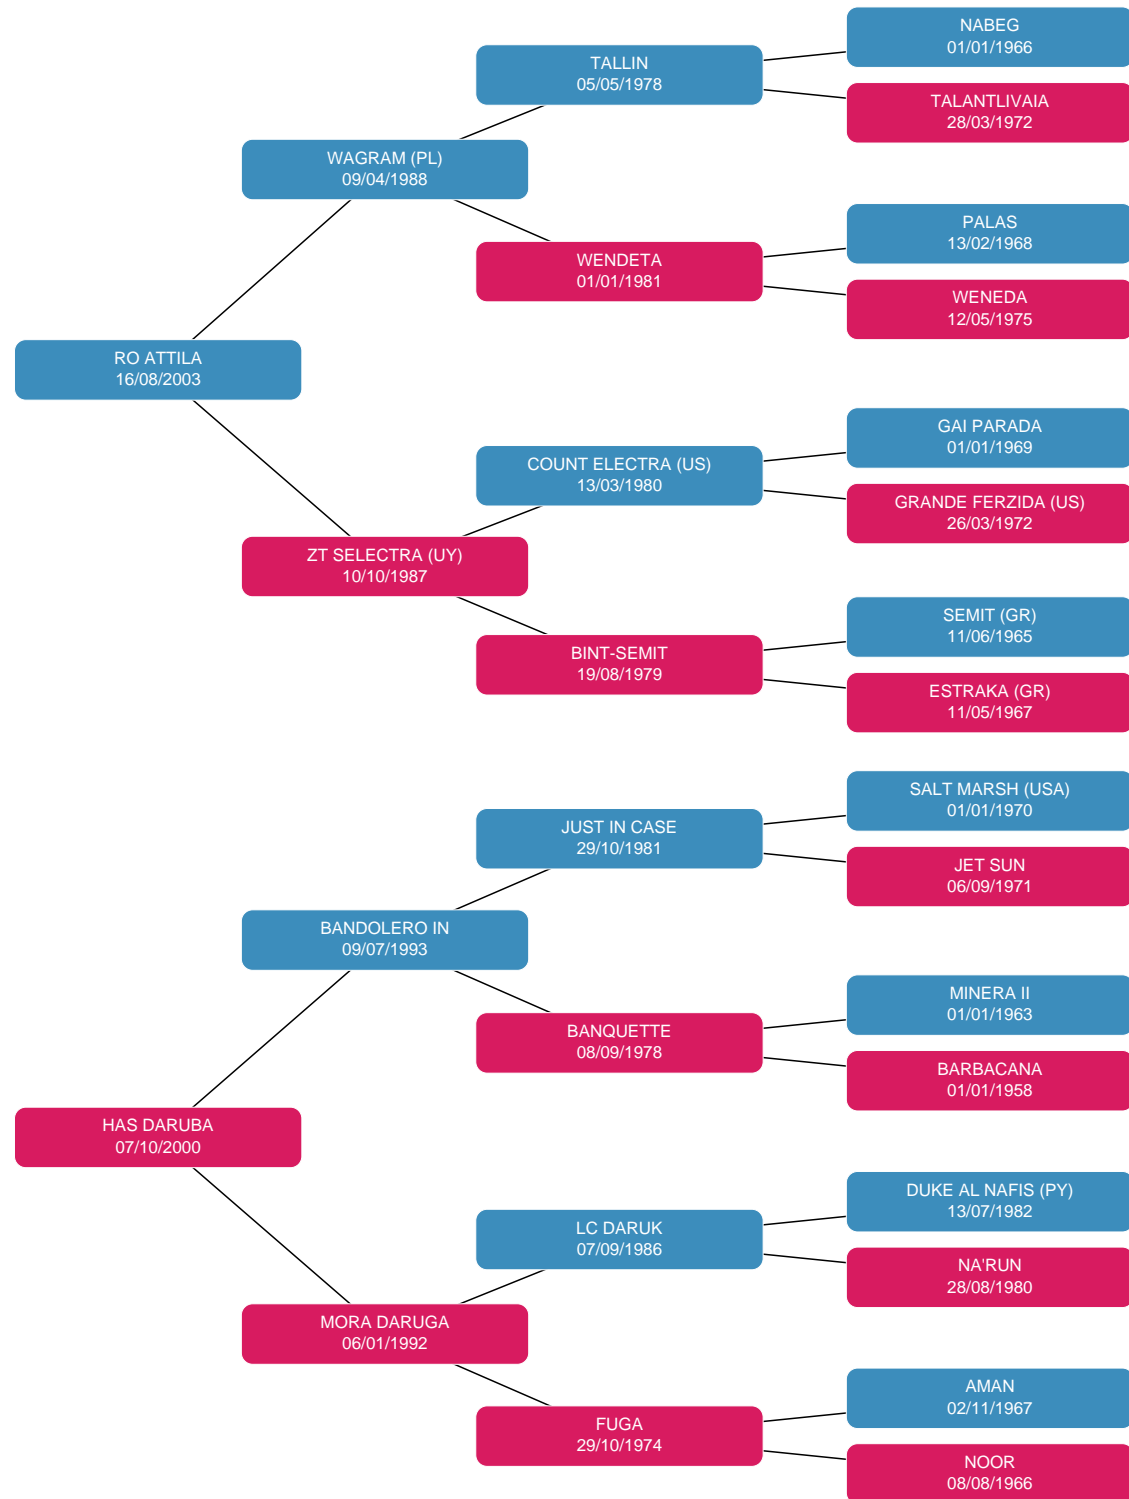 NABEG
01/01/1966
TALLIN
05/05/1978
TALANTLIVAIA
28/03/1972
WAGRAM (PL)
09/04/1988
PALAS
13/02/1968
WENDETA
01/01/1981
WENEDA
12/05/1975
RO ATTILA
16/08/2003
GAI PARADA
01/01/1969
COUNT ELECTRA (US)
13/03/1980
GRANDE FERZIDA (US)
26/03/1972
ZT SELECTRA (UY)
10/10/1987
SEMIT (GR)
11/06/1965
BINT-SEMIT
19/08/1979
ESTRAKA (GR)
11/05/1967
SALT MARSH (USA)
01/01/1970
JUST IN CASE
29/10/1981
JET SUN
06/09/1971
BANDOLERO IN
09/07/1993
MINERA II
01/01/1963
BANQUETTE
08/09/1978
BARBACANA
01/01/1958
HAS DARUBA
07/10/2000
DUKE AL NAFIS (PY)
13/07/1982
LC DARUK
07/09/1986
NA'RUN
28/08/1980
MORA DARUGA
06/01/1992
AMAN
02/11/1967
FUGA
29/10/1974
NOOR
08/08/1966